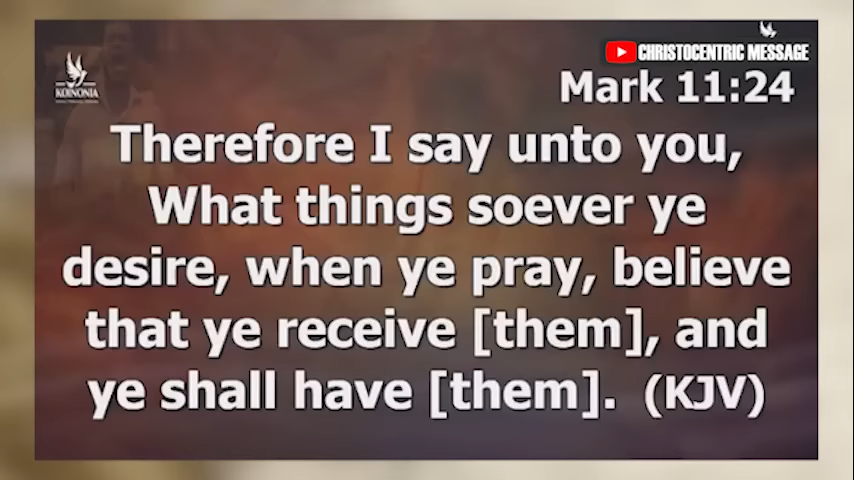 CHRISTOCENTRIC MESSAGE
KOINONIA
Mark 11:24
Therefore I say unto you,
What things soever ye
desire, when ye pray, believe
that ye receive [them], and
ye shall have [them]. (KJV)